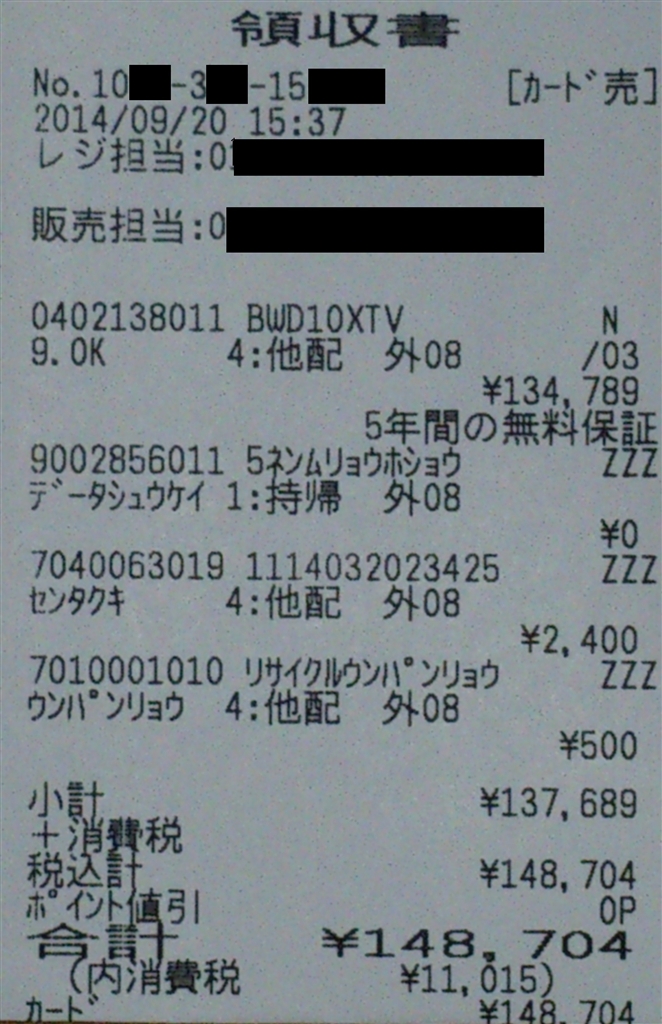 領収書
No.10 -3 -15 [カード売]
2014/09/20 15:37
レジ担当:0
販売担当:0
0402138011 BWD10XTV N
9.0K 4:他配 外08 /03
¥134,789
5年間の無料保証
9002856011 5ネンムリョウホショウ ZZZ
データシュウケイ 1:持帰 外08
¥0
7040063019 1114032023425 ZZZ
センタクキ 4:他配 外08
¥2,400
7010001010 リサイクルウンパンリョウ ZZZ
ウンパンリョウ 4:他配 外08
¥500
小計 ¥137,689
+消費税
税込計 ¥148,704
ポイント値引 0P
合計 ¥148,704
(内消費税 ¥11,015)
カード ¥148,704